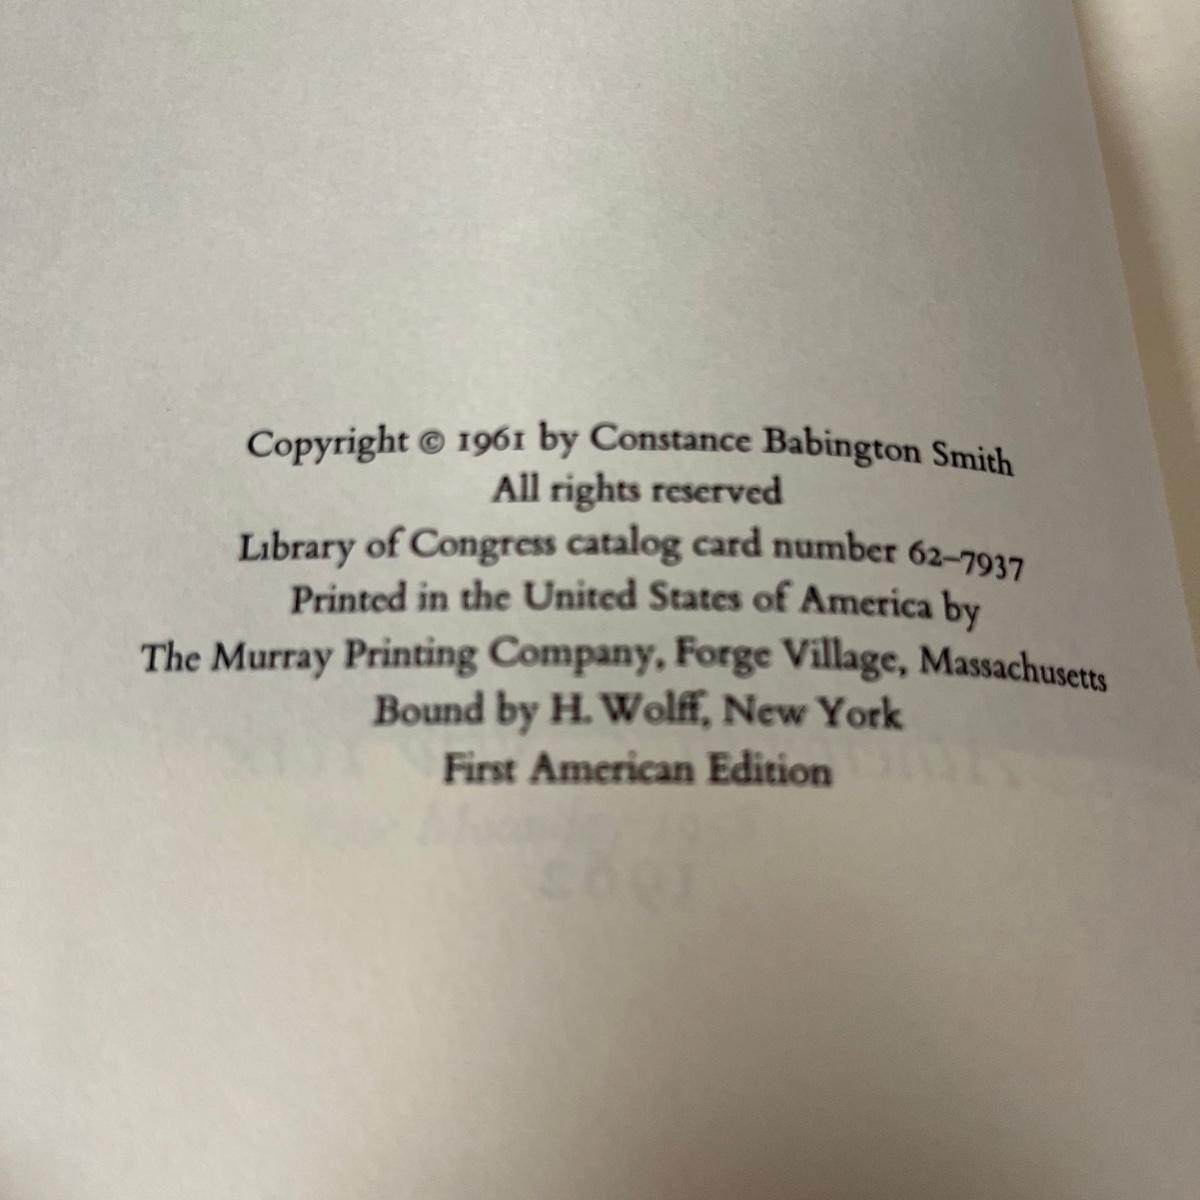 Copyright © 1961 by Constance Babington Smith
All rights reserved
Library of Congress catalog card number 62–7937
Printed in the United States of America by
The Murray Printing Company, Forge Village, Massachusetts
Bound by H. Wolff, New York
First American Edition
1962